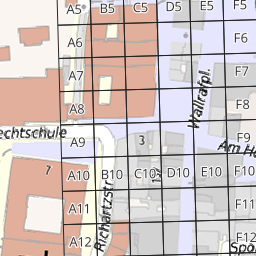 A5 B5 C5 D5 E5 F5
A6 F6
A7 F7
A8 F8
Wallrafpl.
echtschule
A9 3 F9
Am Ho
7 A10 B10 C10 D10 E10 F10
A11 F11
A12 F12
Richartzstr.
Spo